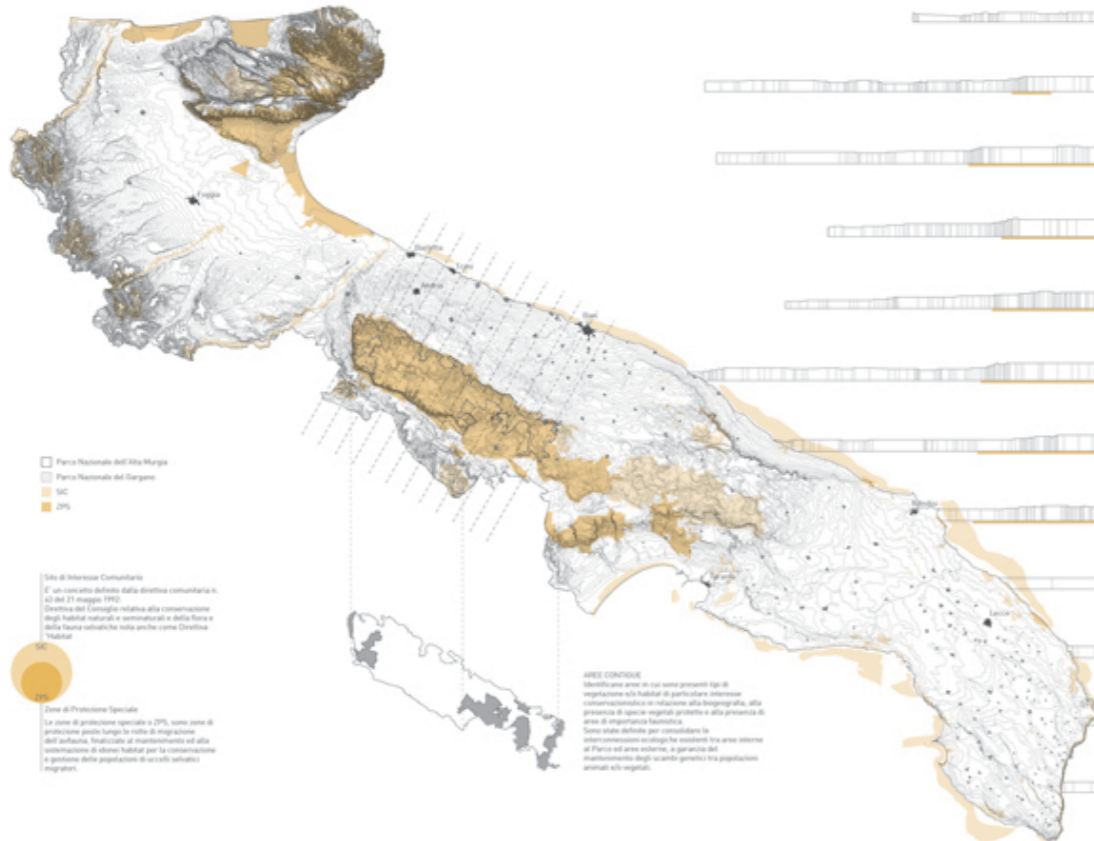 Foggia
Barletta
Trani
Andria
Bari
Brindisi
Taranto
Lecce
Parco Nazionale dell'Alta Murgia
Parco Nazionale del Gargano
SIC
ZPS
Sito di Interesse Comunitario
E' un concetto definito dalla direttiva comunitaria n.
43 del 21 maggio 1992:
Direttiva del Consiglio relativa alla conservazione
degli habitat naturali e seminaturali e della flora e
della fauna selvatiche nota anche come Direttiva
"Habitat
SIC
ZPS
Zone di Protezione Speciale
Le zone di protezione speciale o ZPS, sono zone di
protezione poste lungo le rotte di migrazione
dell'avifauna, finalizzate al mantenimento ed alla
sistemazione di idonei habitat per la conservazione
e gestione delle popolazioni di uccelli selvatici
migratori.
AREE CONTIGUE
Identificano aree in cui sono presenti tipi di
vegetazione e/o habitat di particolare interesse
conservazionistico in relazione alla biogeografia, alla
presenza di specie vegetali protette e alla presenza di
aree di importanza faunistica.
Sono state definite per consolidare le
interconnessioni ecologiche esistenti tra aree interne
al Parco ed aree esterne, a garanzia del
mantenimento degli scambi genetici tra popolazioni
animali e/o vegetali.